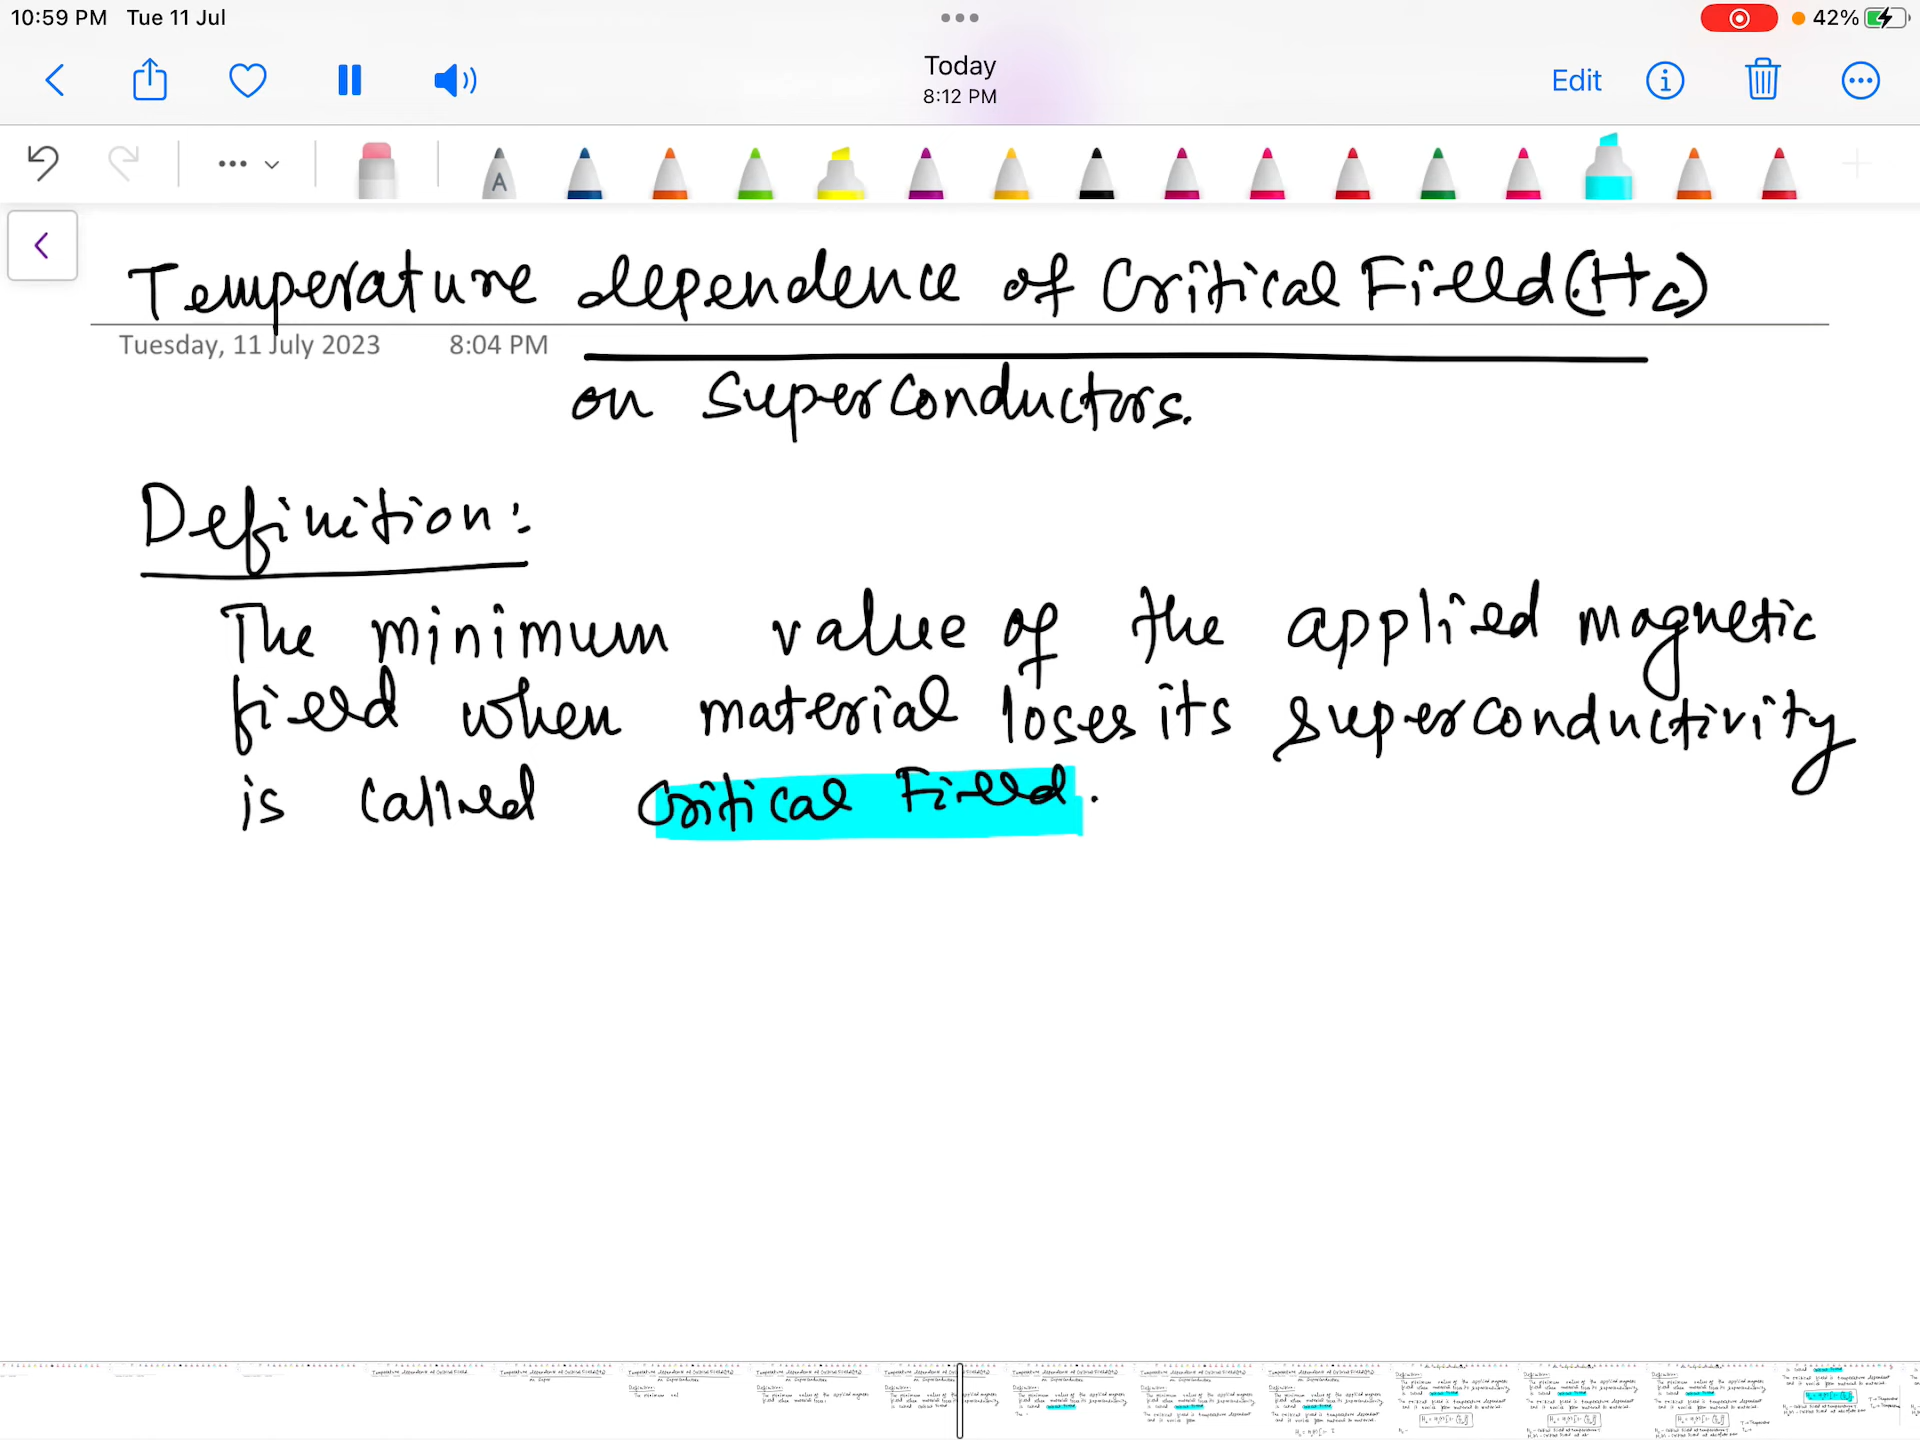 10:59 PM Tue 11 Jul
42%
Today
8:12 PM
Edit
A
Temperature dependence of Critical Field (Hc)
Tuesday, 11 July 2023 8:04 PM
on Superconductors.
Definition:
The minimum value of the applied magnetic
field when material loses its superconductivity
is called Critical Field.